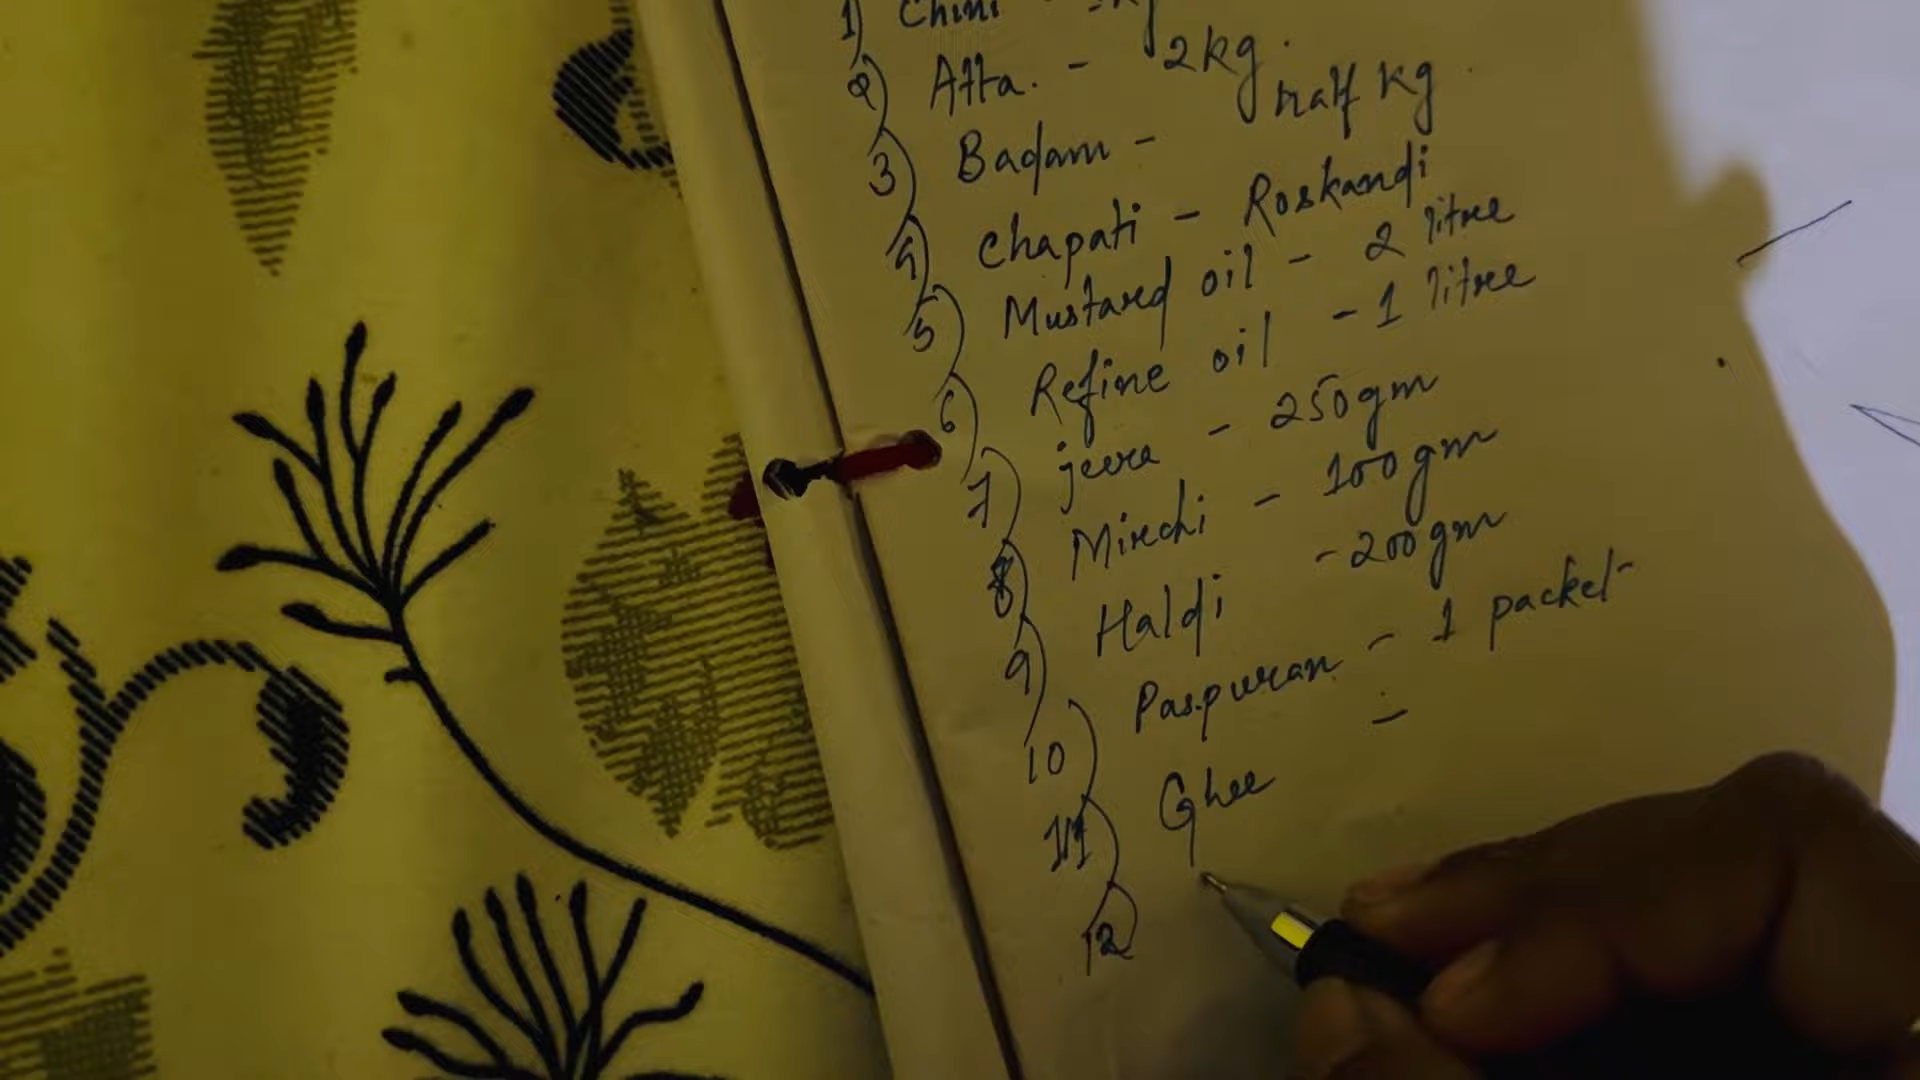 1) Chini - kg
2) Atta. - 2kg.
3) Badam - half kg.
4) Chapati - Roskandi
5) Mustard oil - 2 litre
6) Refine oil - 1 litre
7) jeera - 250gm
8) Mirchi - 100gm
9) Haldi - 200gm
10) Paspuran - 1 packet
11) Ghee -
12)